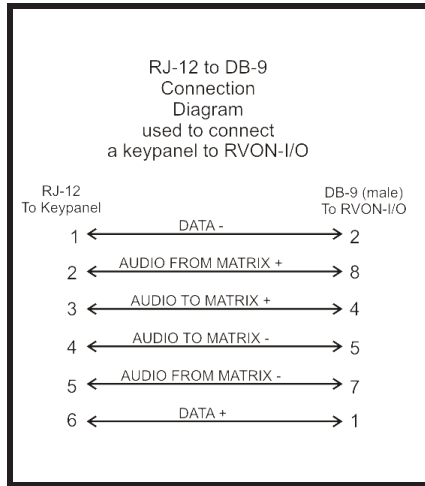 RJ-12 to DB-9
Connection
Diagram
used to connect
a keypanel to RVON-I/O
RJ-12
To Keypanel
DB-9 (male)
To RVON-I/O
1 DATA - 2
2 AUDIO FROM MATRIX + 8
3 AUDIO TO MATRIX + 4
4 AUDIO TO MATRIX - 5
5 AUDIO FROM MATRIX - 7
6 DATA + 1